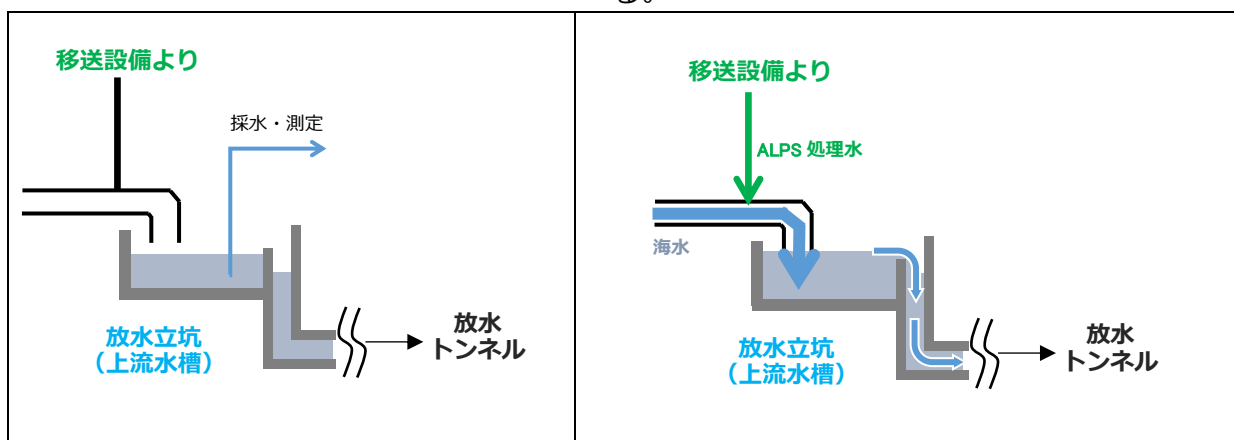 る。
移送設備より
採水・測定
放水立坑
（上流水槽）
放水
トンネル
移送設備より
ALPS 処理水
海水
放水立坑
（上流水槽）
放水
トンネル